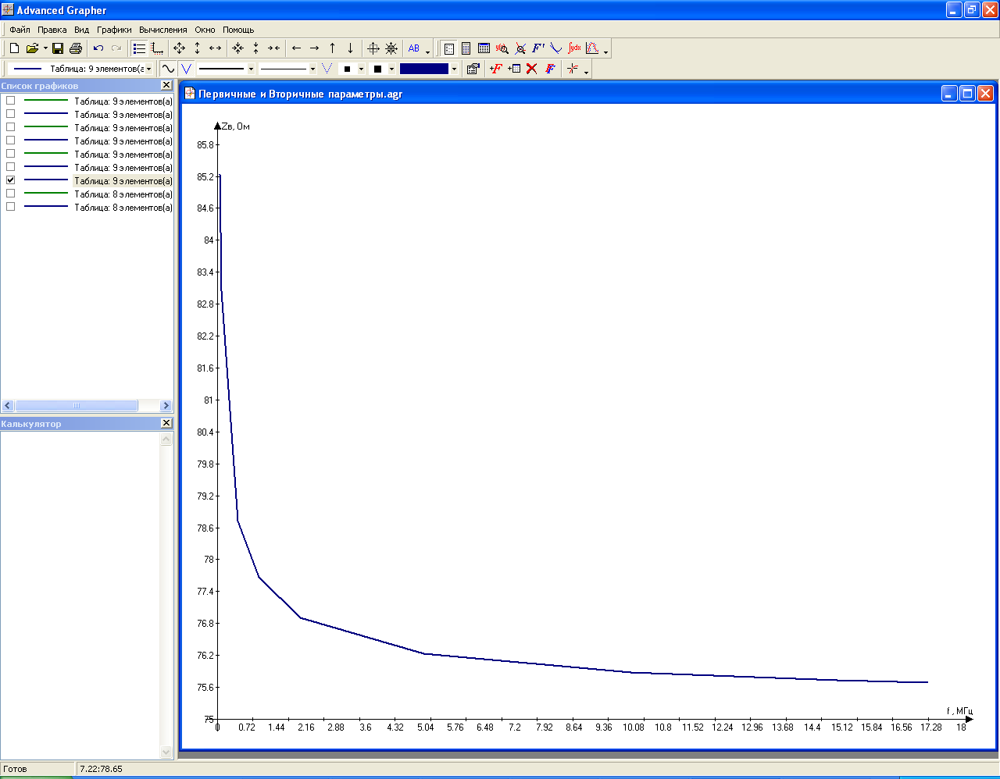 Advanced Grapher
Файл Правка Вид Графики Вычисления Окно Помощь
AB y(x) F' ∫ydx
Таблица: 9 элементов(а +F F
Список графиков
Таблица: 9 элементов(а)
Таблица: 9 элементов(а)
Таблица: 9 элементов(а)
Таблица: 9 элементов(а)
Таблица: 9 элементов(а)
Таблица: 9 элементов(а)
Таблица: 9 элементов(а)
Таблица: 8 элементов(а)
Таблица: 8 элементов(а)
Калькулятор
Первичные и Вторичные параметры.agr
Zв, Ом
85.8
85.2
84.6
84
83.4
82.8
82.2
81.6
81
80.4
79.8
79.2
78.6
78
77.4
76.8
76.2
75.6
75
f , МГц
0 0.72 1.44 2.16 2.88 3.6 4.32 5.04 5.76 6.48 7.2 7.92 8.64 9.36 10.08 10.8 11.52 12.24 12.96 13.68 14.4 15.12 15.84 16.56 17.28 18
Готов 7.22:78.65